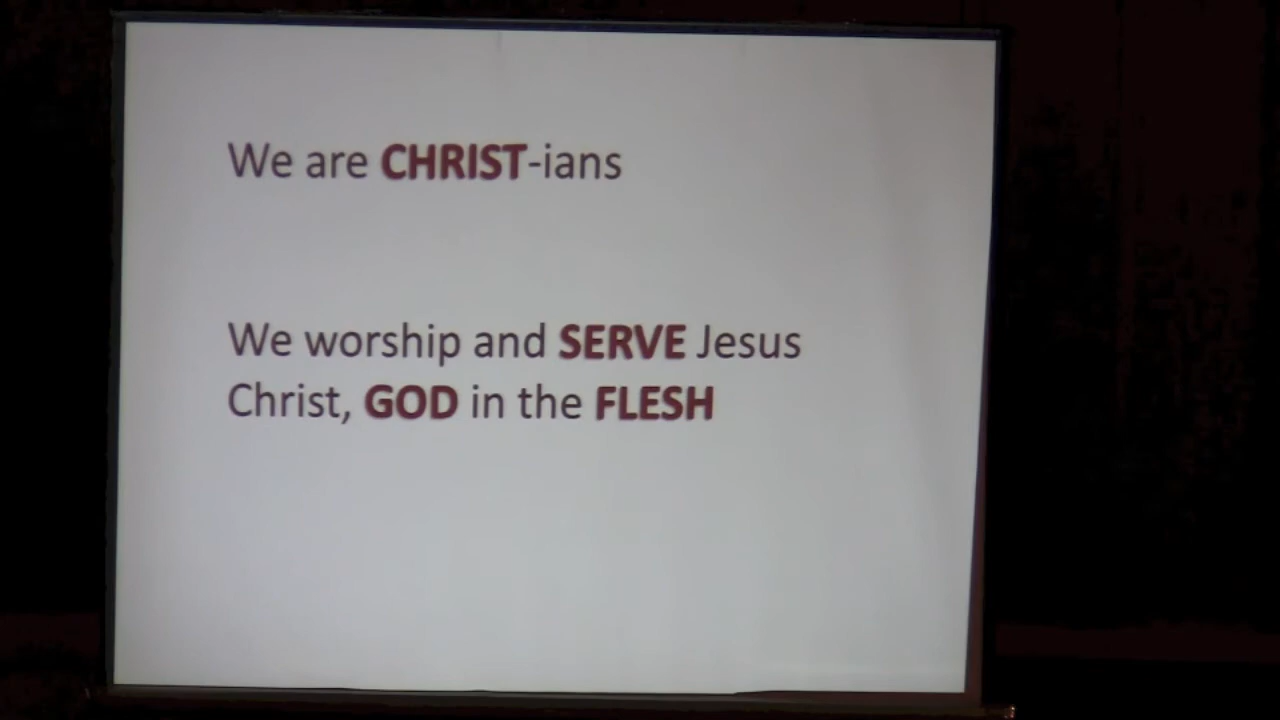 We are CHRIST-ians
We worship and SERVE Jesus
Christ, GOD in the FLESH